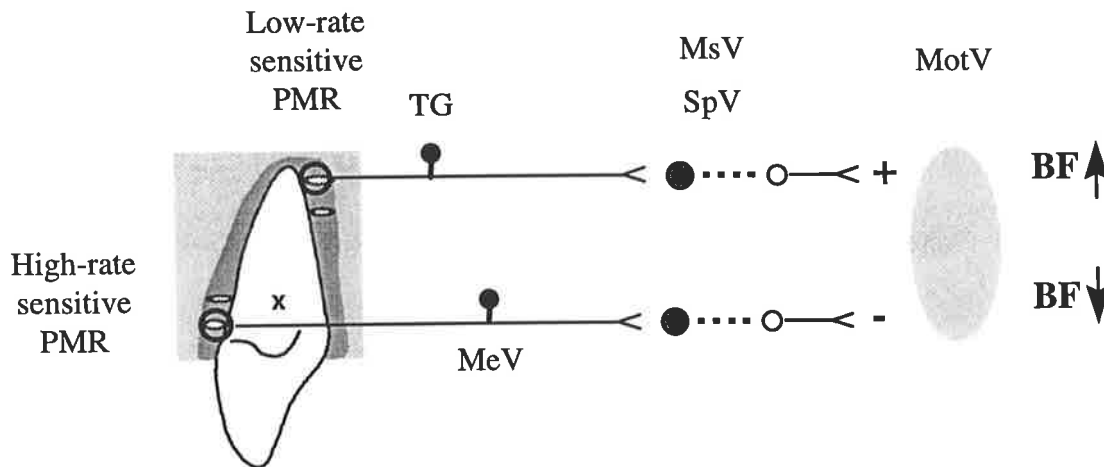 Low-rate
sensitive
PMR
TG
MsV
SpV
MotV
+
BF
High-rate
sensitive
PMR
x
MeV
-
BF